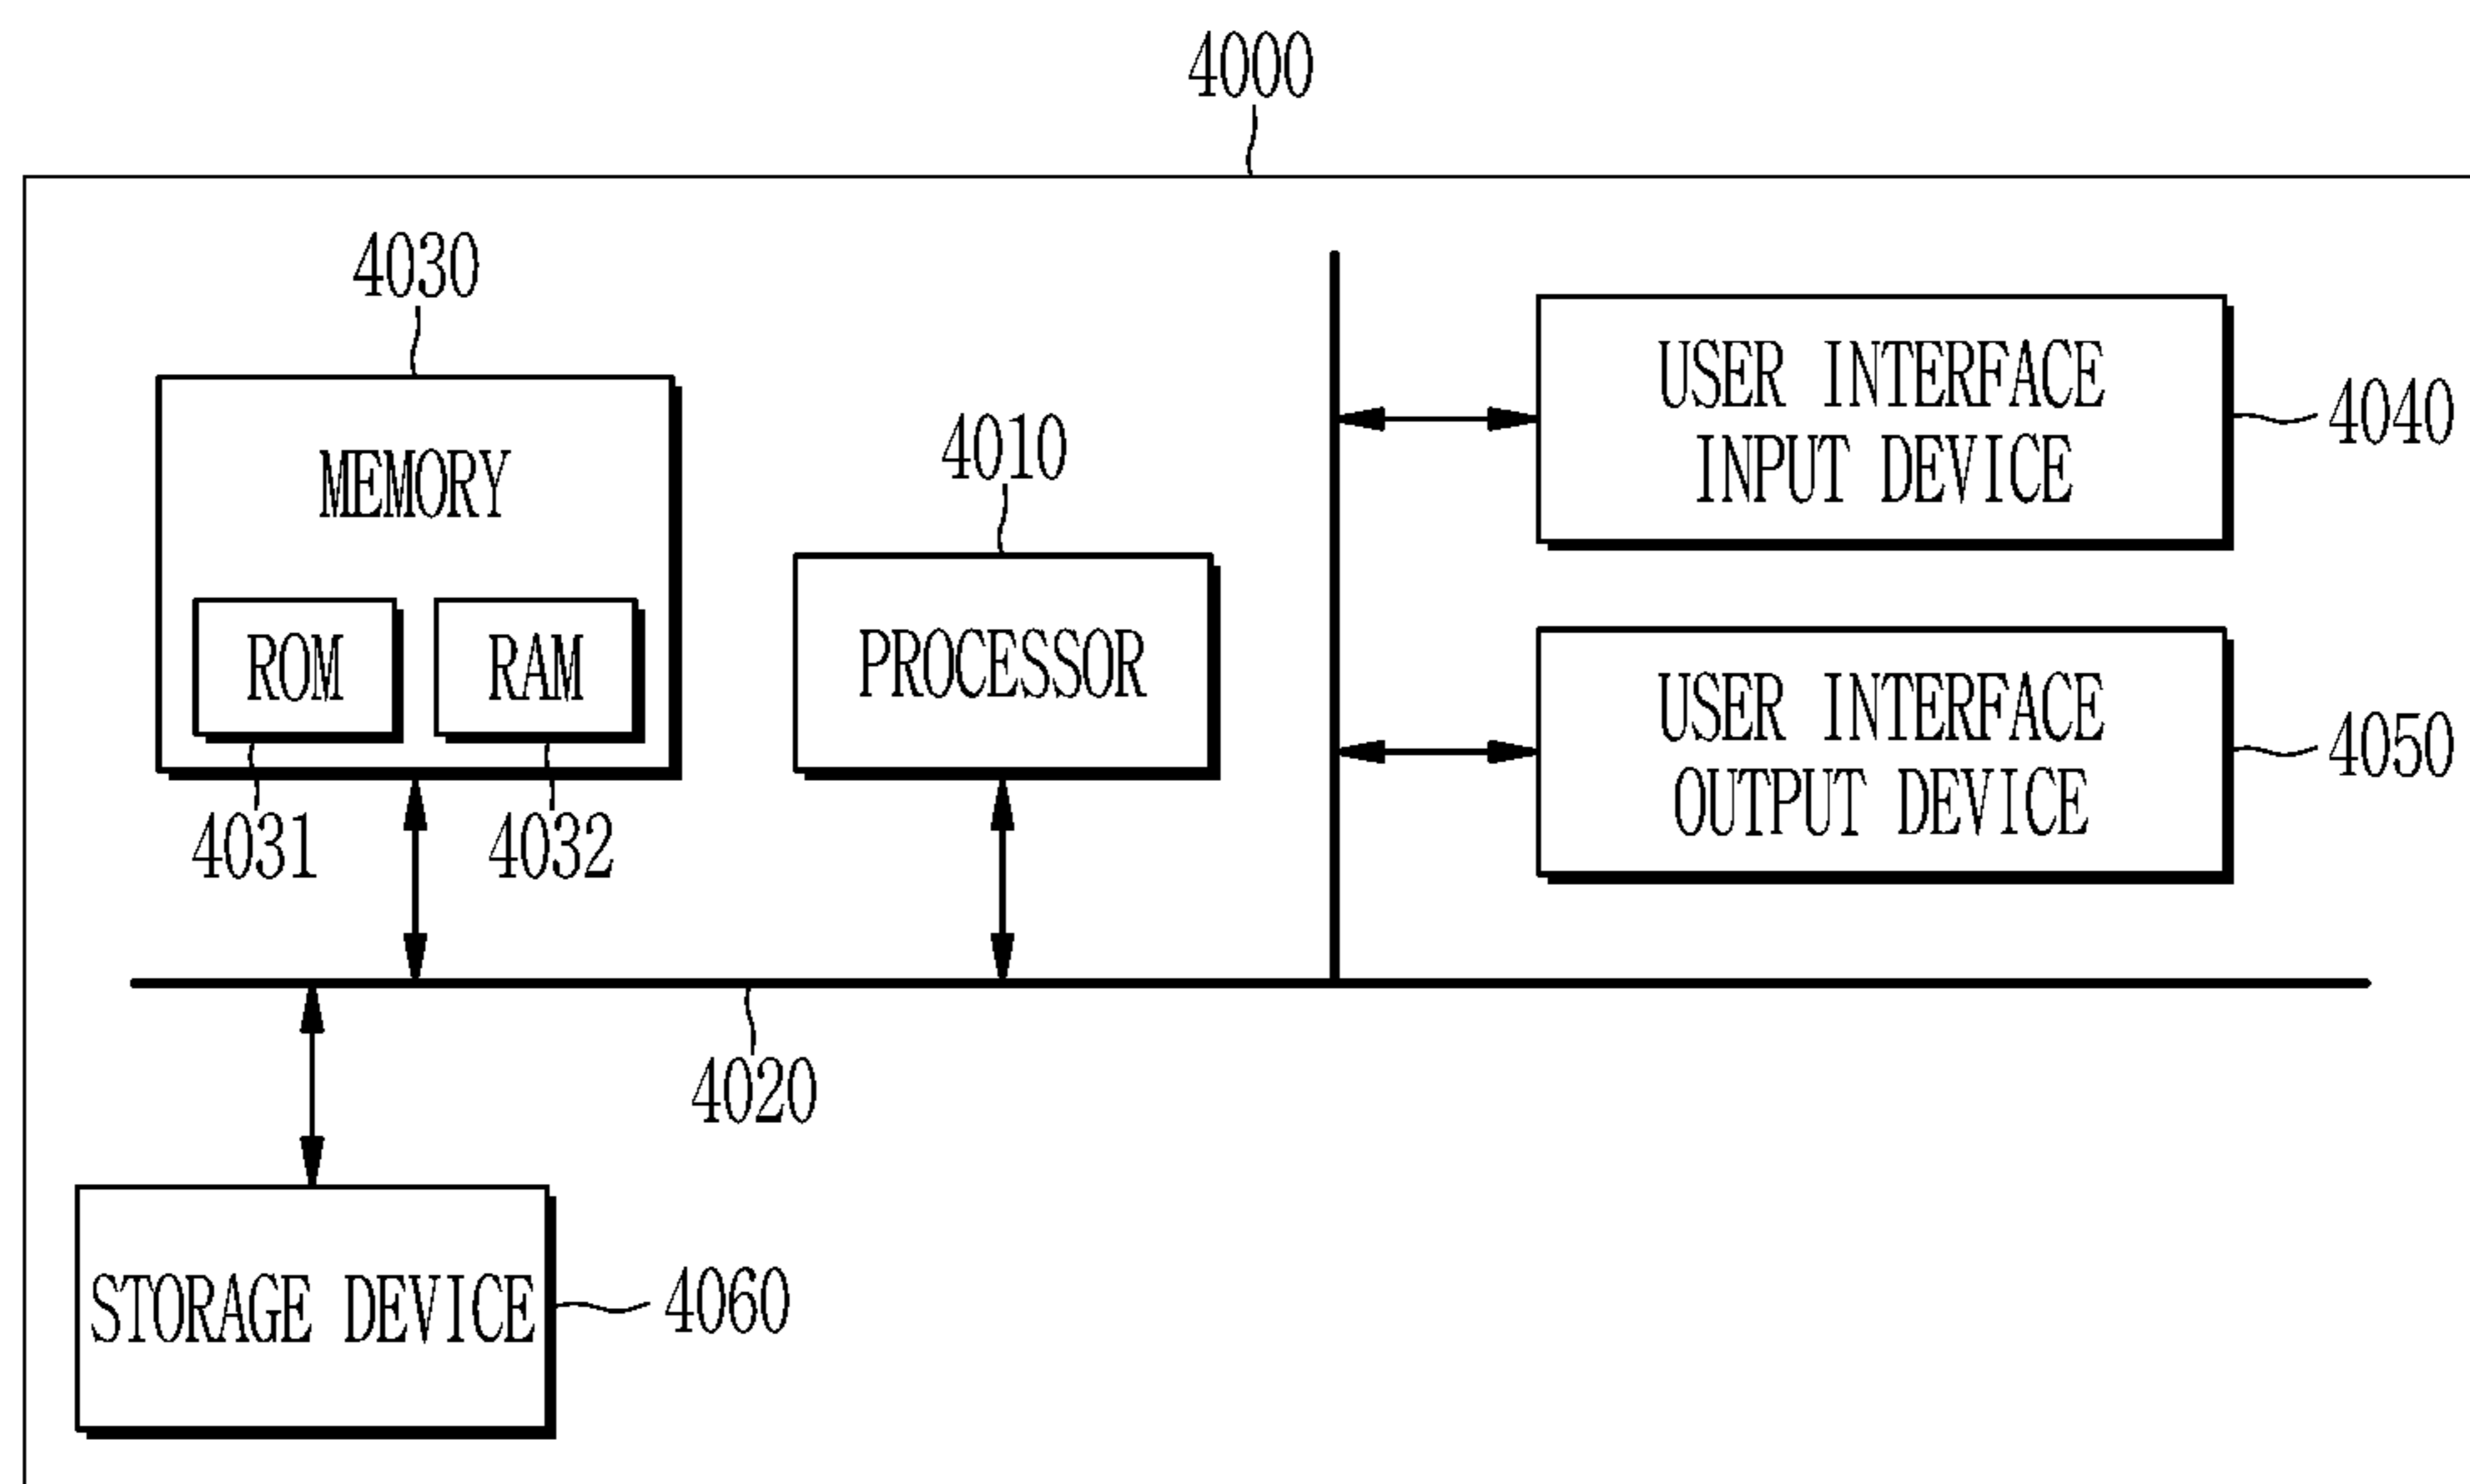 4000
4030
MEMORY
ROM
RAM
4031
4032
4010
PROCESSOR
USER INTERFACE
INPUT DEVICE
4040
USER INTERFACE
OUTPUT DEVICE
4050
4020
STORAGE DEVICE
4060